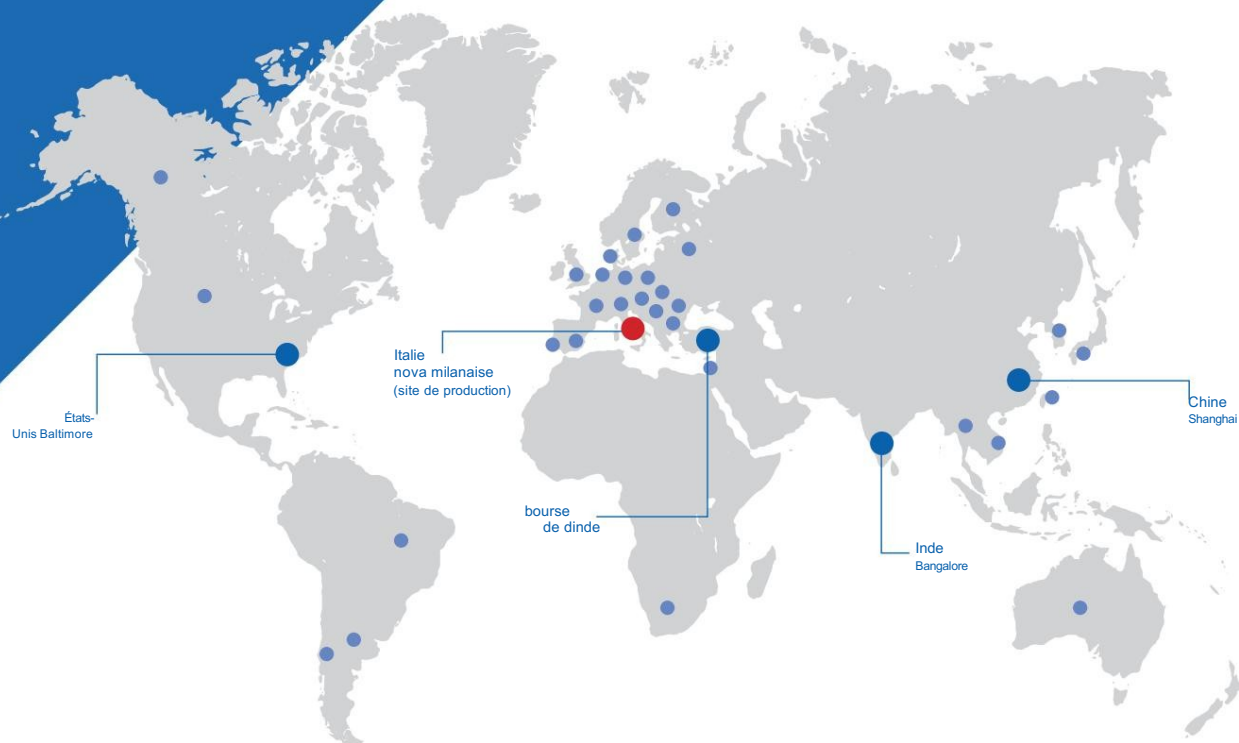 États-
Unis Baltimore
Italie
nova milanaise
(site de production)
bourse
de dinde
Inde
Bangalore
Chine
Shanghai